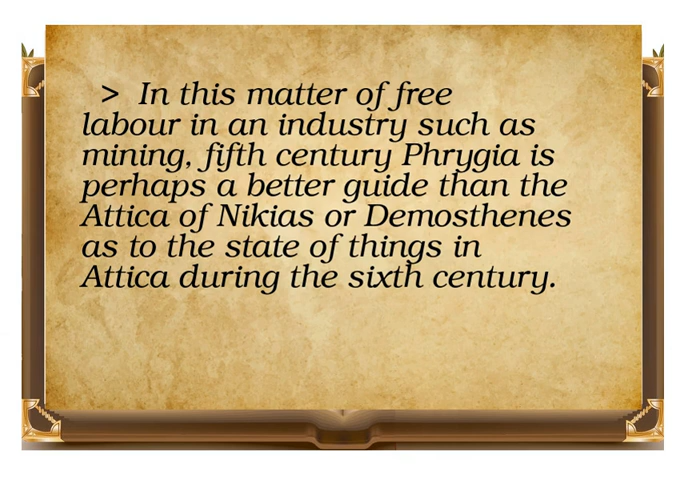 > In this matter of free
labour in an industry such as
mining, fifth century Phrygia is
perhaps a better guide than the
Attica of Nikias or Demosthenes
as to the state of things in
Attica during the sixth century.